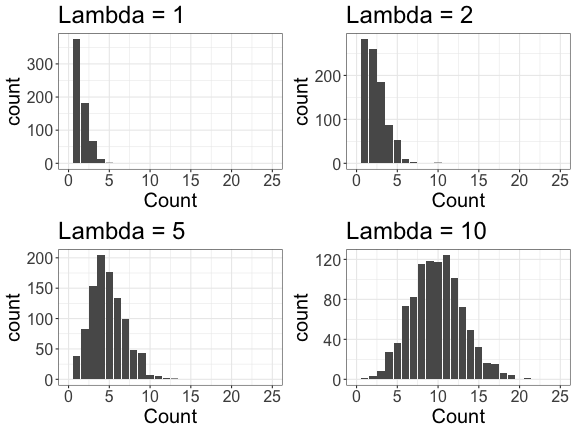 Lambda = 1
300
200
100
0
count
0 5 10 15 20 25
Count
Lambda = 2
200
100
0
count
0 5 10 15 20 25
Count
Lambda = 5
200
150
100
50
0
count
0 5 10 15 20 25
Count
Lambda = 10
120
80
40
0
count
0 5 10 15 20 25
Count